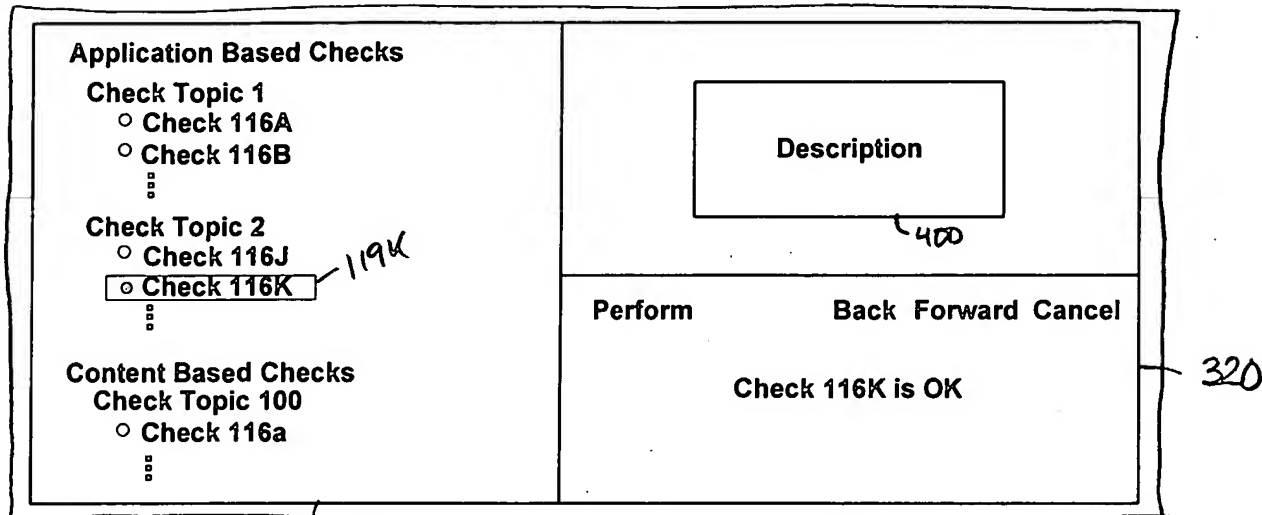 Application Based Checks
Check Topic 1
Check 116A
Check 116B
Check Topic 2
Check 116J
Check 116K
119K
Content Based Checks
Check Topic 100
Check 116a
Description
400
Perform Back Forward Cancel
Check 116K is OK
320